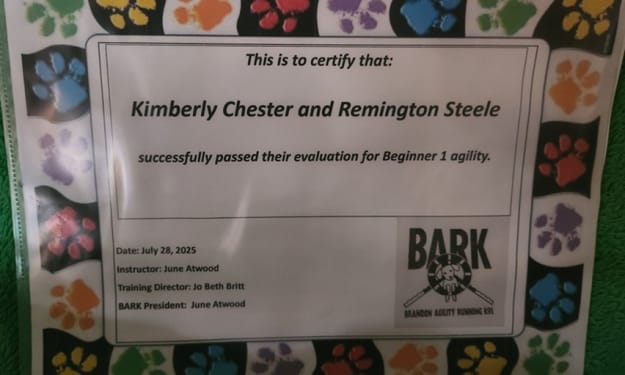 This is to certify that:
Kimberly Chester and Remington Steele
successfully passed their evaluation for Beginner 1 agility.
Date: July 28, 2025
Instructor: June Atwood
Training Director: Jo Beth Britt
BARK President: June Atwood
BARK
BRANDON AGILITY RUNNING K9S